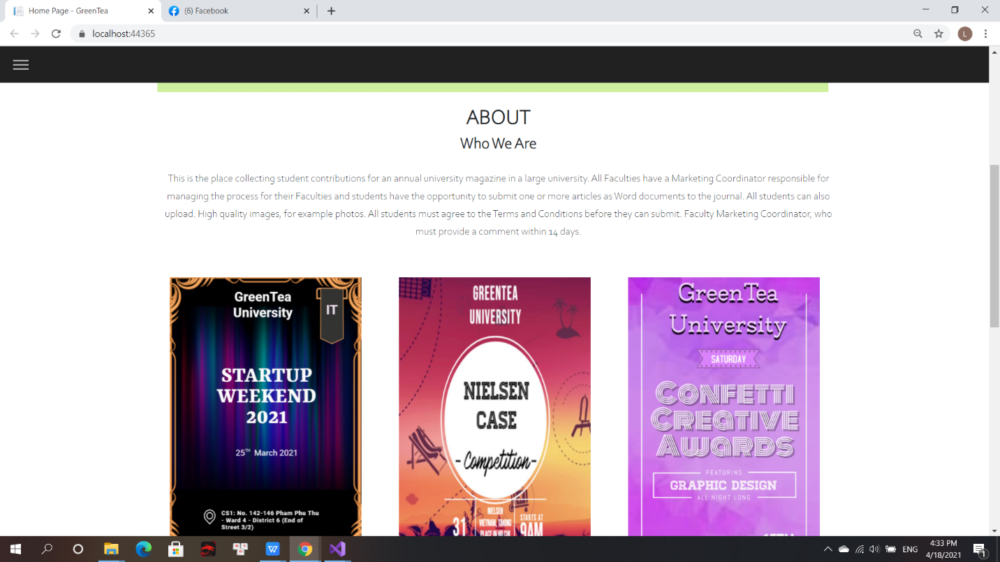 Home Page - GreenTea
(6) Facebook
localhost:44365
L
ABOUT
Who We Are
This is the place collecting student contributions for an annual university magazine in a large university. All Faculties have a Marketing Coordinator responsible for
managing the process for their Faculties and students have the opportunity to submit one or more articles as Word documents to the journal. All students can also
upload. High quality images, for example photos. All students must agree to the Terms and Conditions before they can submit. Faculty Marketing Coordinator, who
must provide a comment within 14 days.
GreenTea
University
IT
STARTUP
WEEKEND
2021
25TH March 2021
CS1: No. 142-146 Pham Phu Thu
- Ward 4 - District 6 (End of
Street 3/2)
GREENTEA
UNIVERSITY
NIELSEN
CASE
- Competition -
31
NIELSEN
VIETNAM, TAKING
PLACE IN HO CHI
STARTS AT
9AM
GreenTea
University
SATURDAY
CONFETTI
CREATIVE
AWARDS
FEATURING
GRAPHIC DESIGN
ALL NIGHT LONG
ENG
4:33 PM
4/18/2021
1